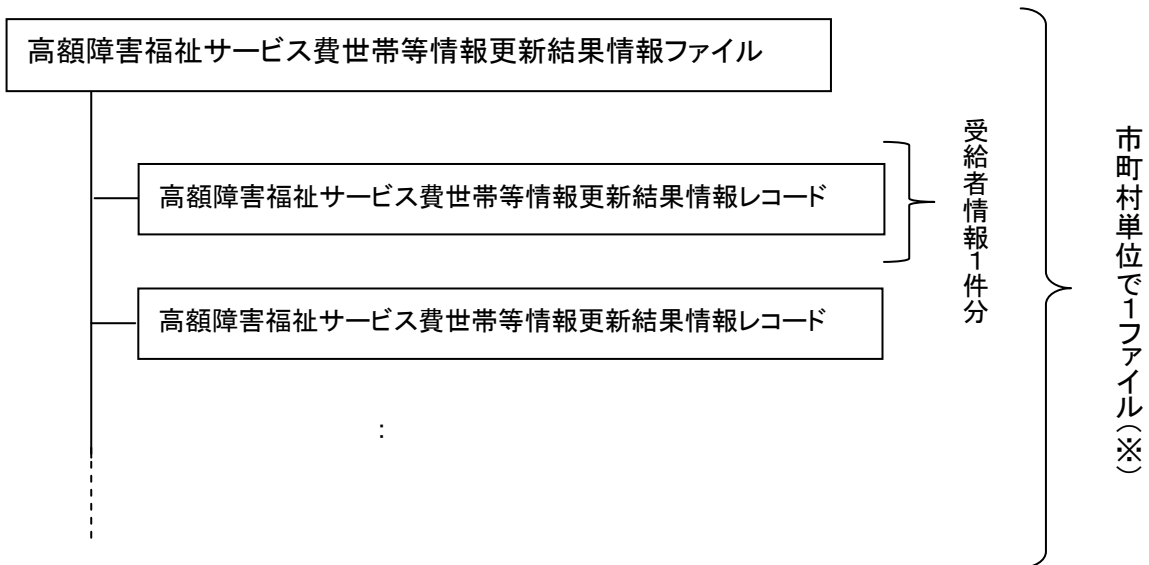 高額障害福祉サービス費世帯等情報更新結果情報ファイル
高額障害福祉サービス費世帯等情報更新結果情報レコード
高額障害福祉サービス費世帯等情報更新結果情報レコード
:
受給者情報1件分
市町村単位で1ファイル(※)